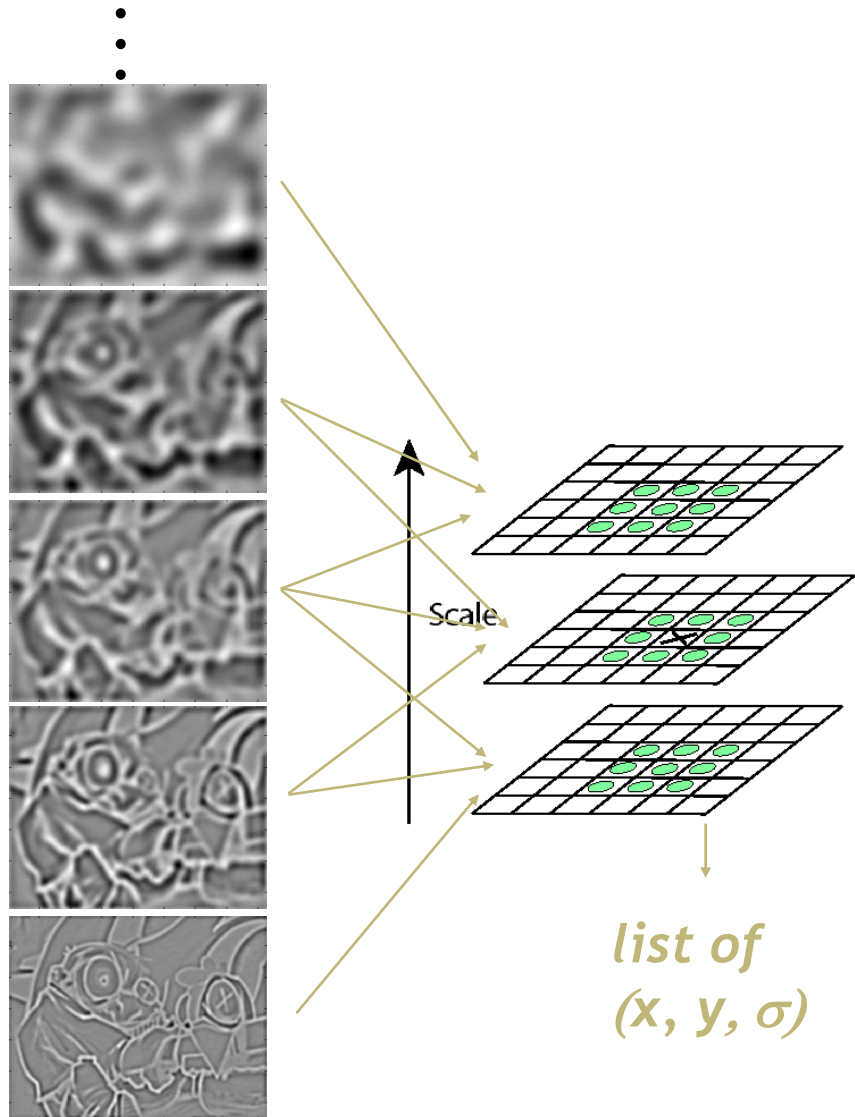 Scale
list of
(x, y, σ)